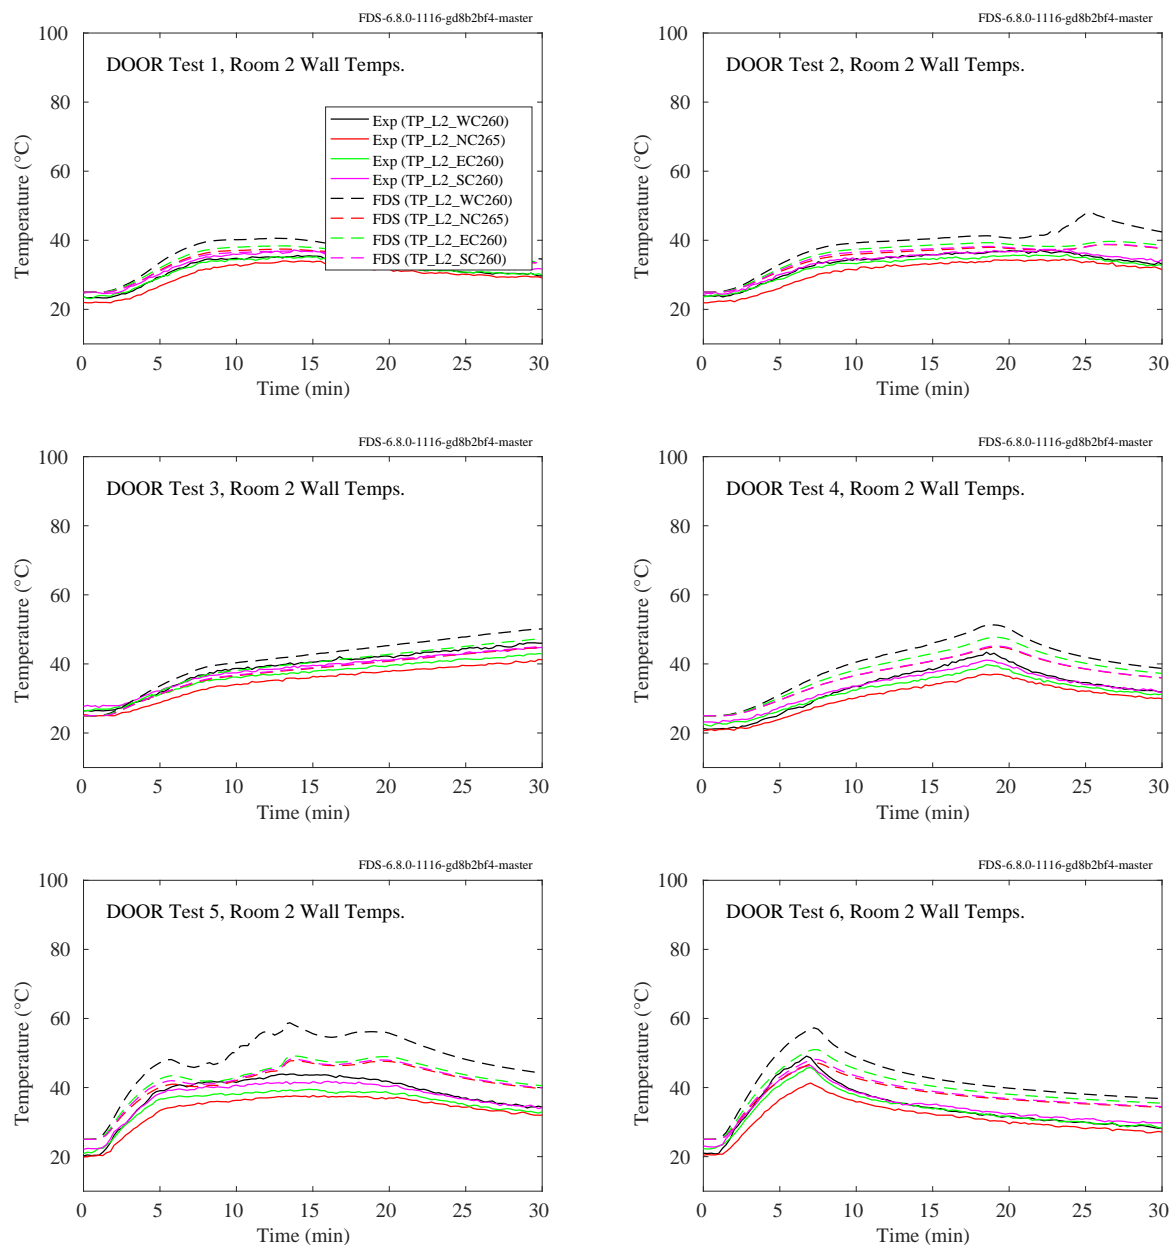 FDS-6.8.0-1116-gd8b2bf4-master
DOOR Test 1, Room 2 Wall Temps.
Exp (TP_L2_WC260)
Exp (TP_L2_NC265)
Exp (TP_L2_EC260)
Exp (TP_L2_SC260)
FDS (TP_L2_WC260)
FDS (TP_L2_NC265)
FDS (TP_L2_EC260)
FDS (TP_L2_SC260)
Temperature (°C)
100
80
60
40
20
0 5 10 15 20 25 30
Time (min)
FDS-6.8.0-1116-gd8b2bf4-master
DOOR Test 2, Room 2 Wall Temps.
Temperature (°C)
100
80
60
40
20
0 5 10 15 20 25 30
Time (min)
FDS-6.8.0-1116-gd8b2bf4-master
DOOR Test 3, Room 2 Wall Temps.
Temperature (°C)
100
80
60
40
20
0 5 10 15 20 25 30
Time (min)
FDS-6.8.0-1116-gd8b2bf4-master
DOOR Test 4, Room 2 Wall Temps.
Temperature (°C)
100
80
60
40
20
0 5 10 15 20 25 30
Time (min)
FDS-6.8.0-1116-gd8b2bf4-master
DOOR Test 5, Room 2 Wall Temps.
Temperature (°C)
100
80
60
40
20
0 5 10 15 20 25 30
Time (min)
FDS-6.8.0-1116-gd8b2bf4-master
DOOR Test 6, Room 2 Wall Temps.
Temperature (°C)
100
80
60
40
20
0 5 10 15 20 25 30
Time (min)